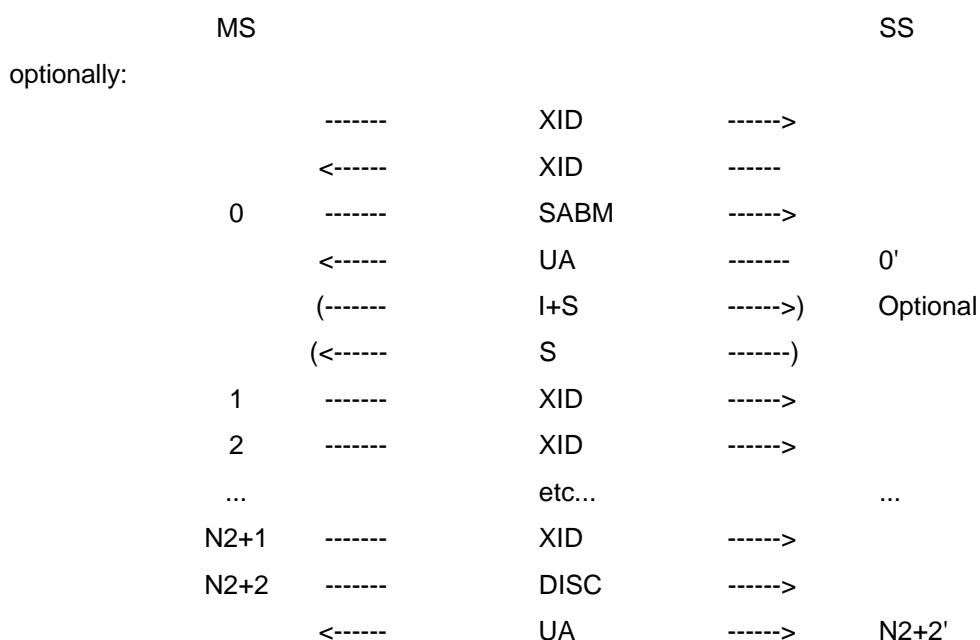 MS SS
optionally:
------- XID ------>
<------ XID ------
0 ------- SABM ------>
<------ UA ------- 0'
(------- I+S ------>) Optional
(<------ S -------)
1 ------- XID ------>
2 ------- XID ------>
... etc... ...
N2+1 ------- XID ------>
N2+2 ------- DISC ------>
<------ UA ------> N2+2'